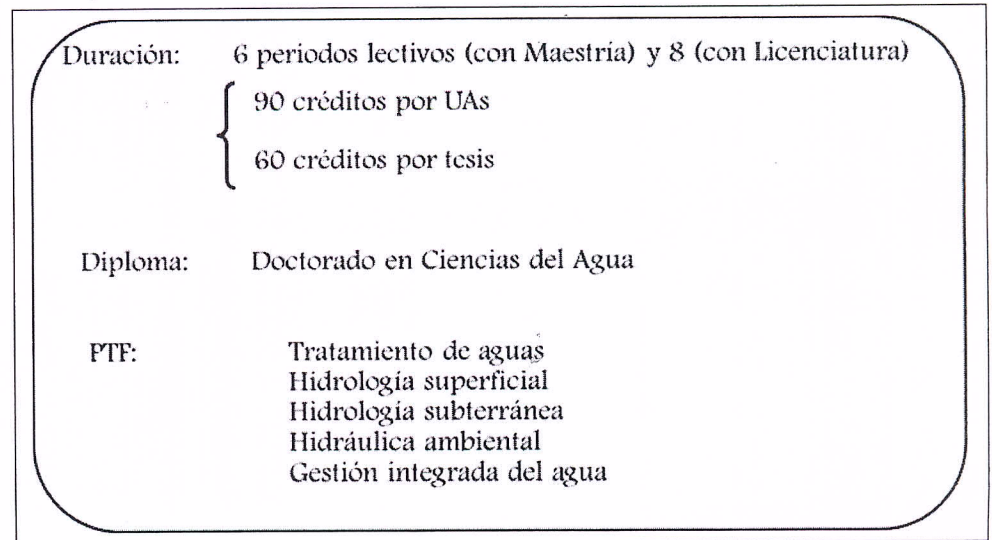 Duración: 6 periodos lectivos (con Maestría) y 8 (con Licenciatura)
90 créditos por UAs
60 créditos por tesis
Diploma: Doctorado en Ciencias del Agua
PTF: Tratamiento de aguas
Hidrología superficial
Hidrología subterránea
Hidráulica ambiental
Gestión integrada del agua